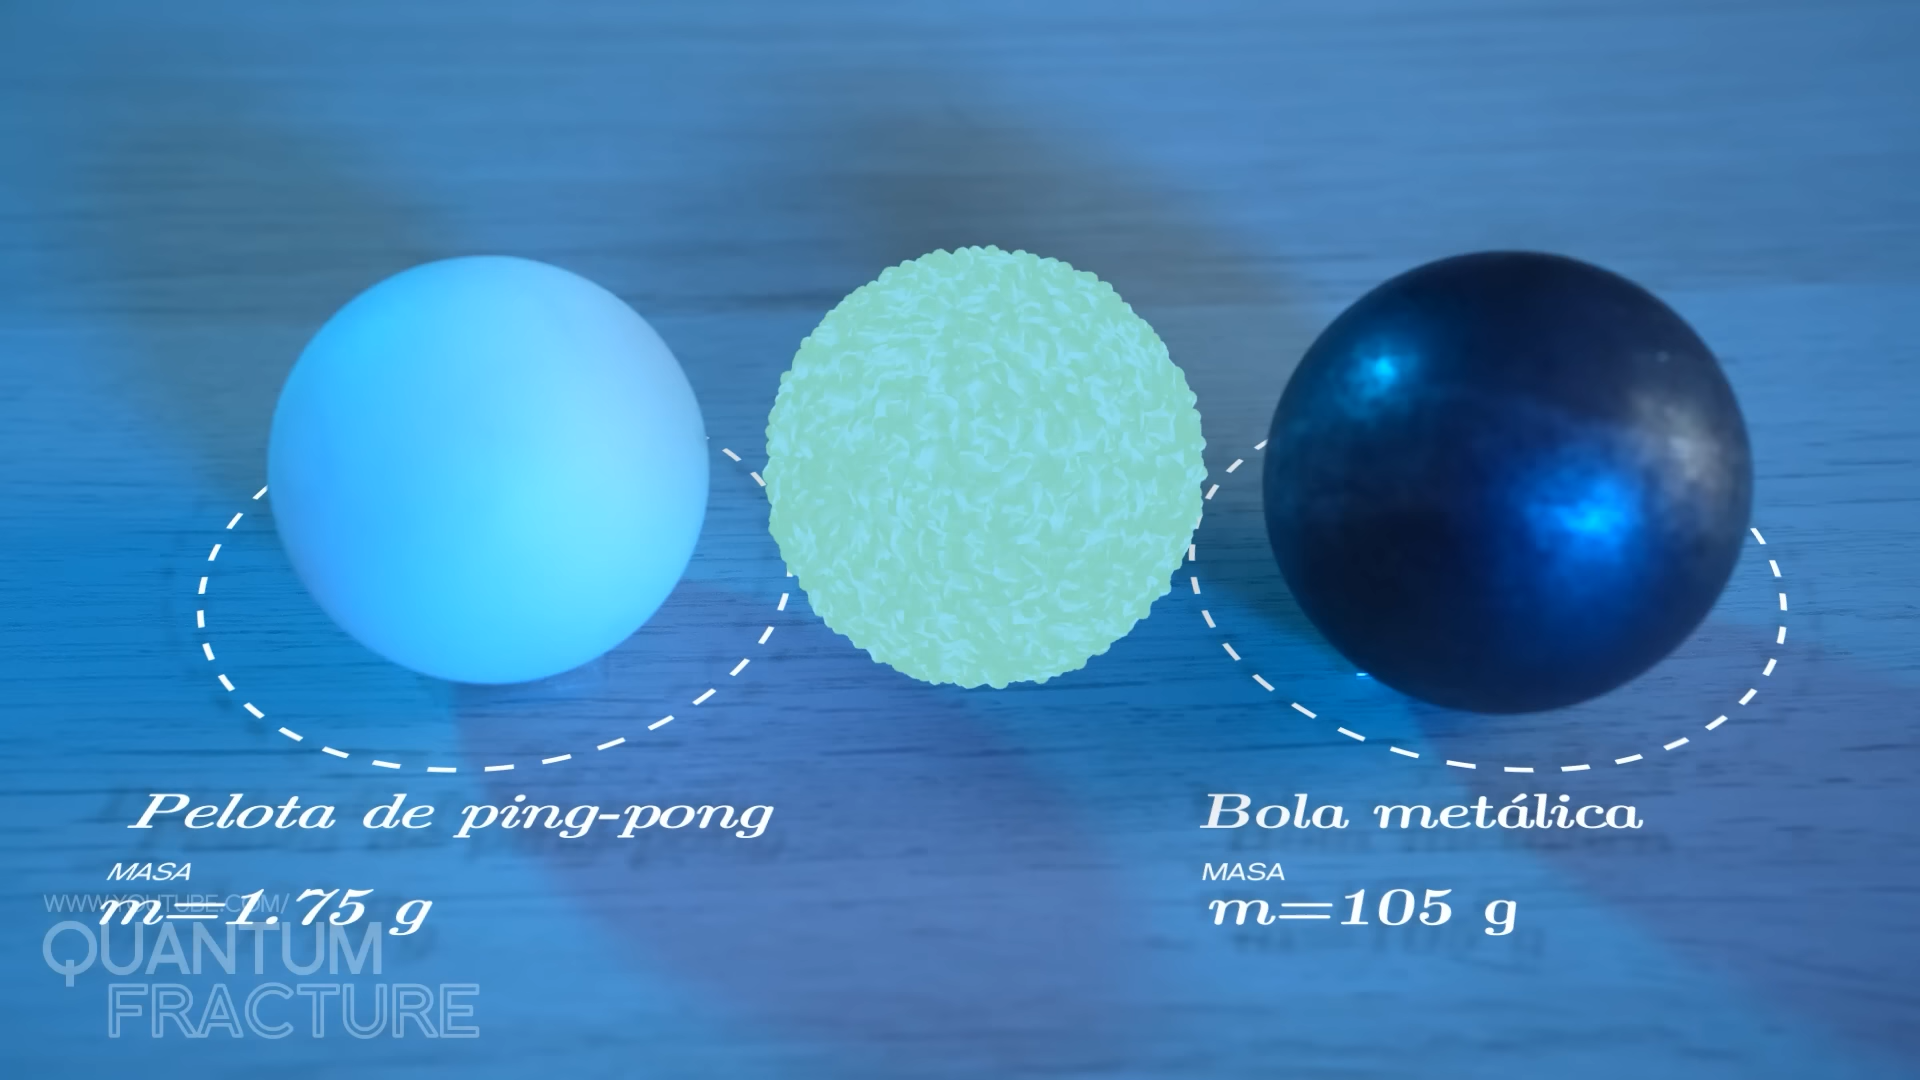 Pelota de ping-pong
MASA
m=1.75 g
Bola metálica
MASA
m=105 g
WWW.YOUTUBE.COM/
QUANTUM
FRACTURE